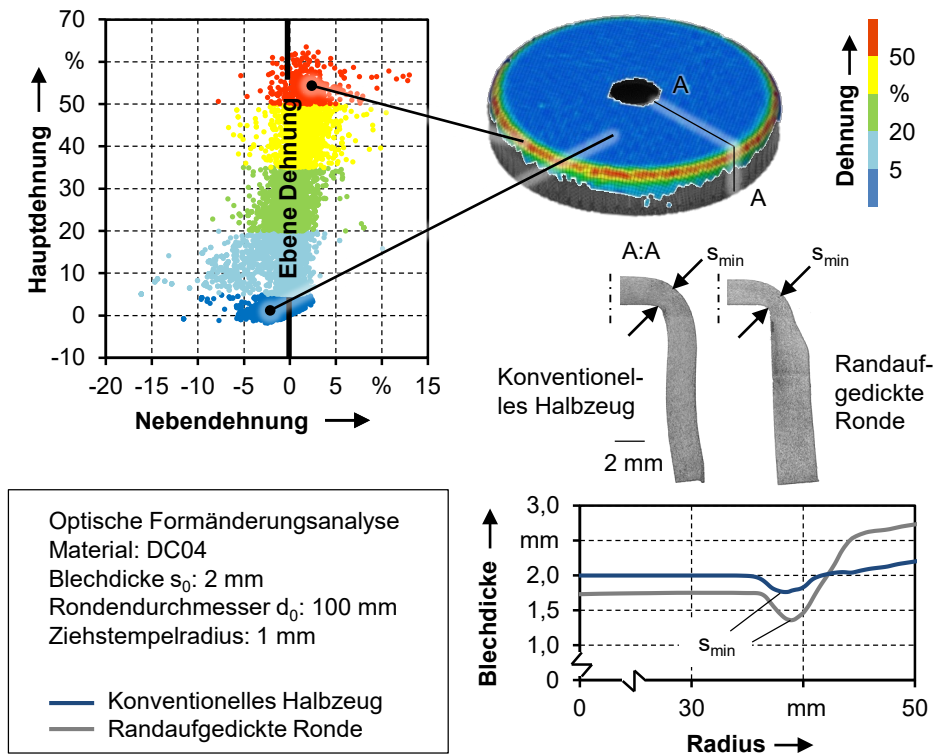 70
%
50
40
30
20
10
0
-10
Hauptdehnung
Ebene Dehnung
-20
-15
-10
-5
0
5
%
15
Nebendehnung
A
A
50
%
20
5
Dehnung
A:A
smin
smin
Konventionel-
les Halbzeug
Randauf-
gedickte
Ronde
2 mm
Optische Formänderungsanalyse
Material: DC04
Blechdicke s0: 2 mm
Rondendurchmesser d0: 100 mm
Ziehstempelradius: 1 mm
Konventionelles Halbzeug
Randaufgedickte Ronde
3,0
mm
2,0
1,5
1,0
0
Blechdicke
smin
0
30
mm
50
Radius